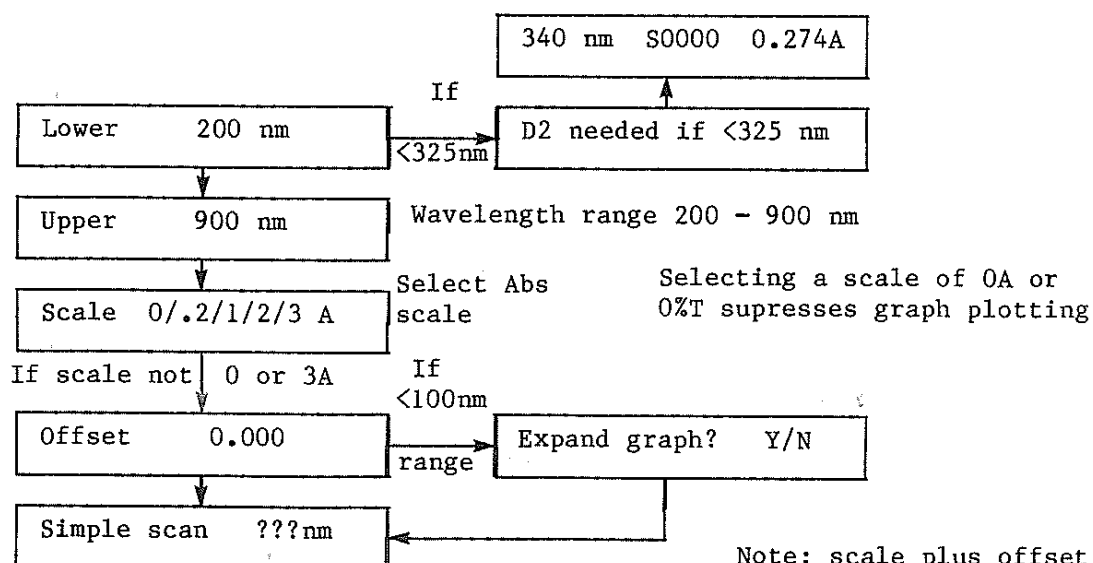 340 nm S0000 0.274A
If
Lower 200 nm
<325nm
D2 needed if <325 nm
Upper 900 nm
Wavelength range 200 - 900 nm
Scale 0/.2/1/2/3 A
Select Abs
scale
Selecting a scale of OA or
0%T supresses graph plotting
If scale not 0 or 3A
If
<100nm
Offset 0.000
range
Expand graph? Y/N
Simple scan ???nm
Note: scale plus offset